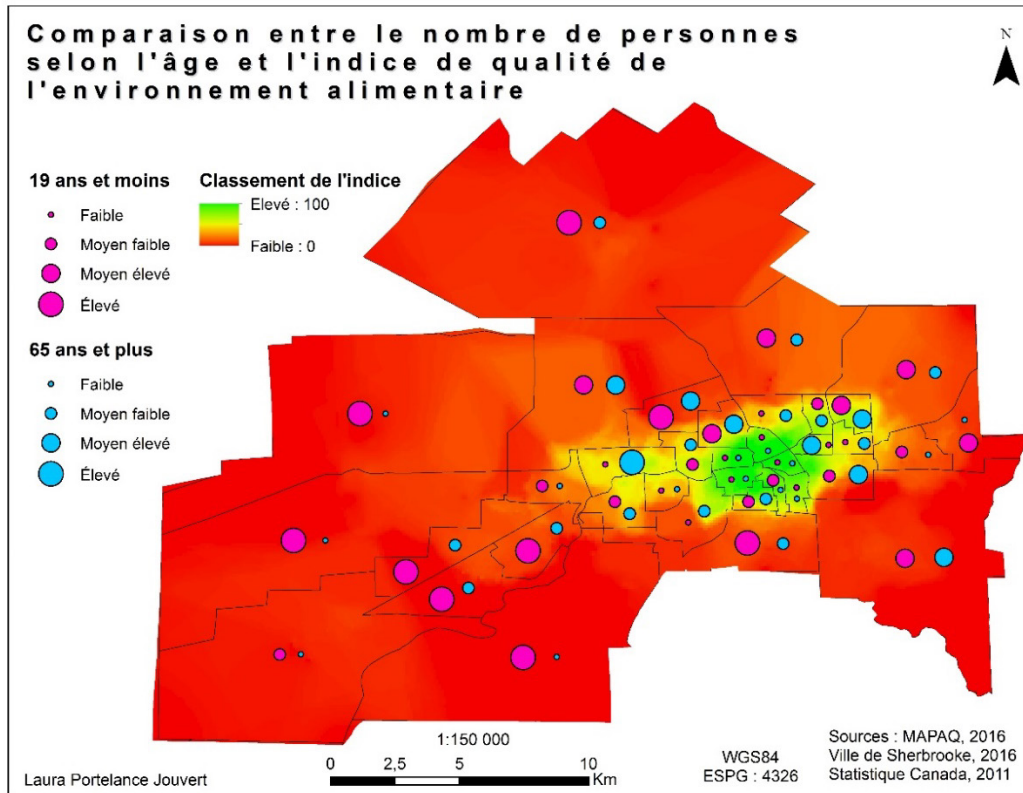 Comparaison entre le nombre de personnes
selon l'âge et l'indice de qualité de
l'environnement alimentaire
N
19 ans et moins
Faible
Moyen faible
Moyen élevé
Élevé
65 ans et plus
Faible
Moyen faible
Moyen élevé
Élevé
Classement de l'indice
Elevé : 100
Faible : 0
1:150 000
0 2,5 5 10
Km
Laura Portelance Jouvert
WGS84
ESPG : 4326
Sources : MAPAQ, 2016
Ville de Sherbrooke, 2016
Statistique Canada, 2011